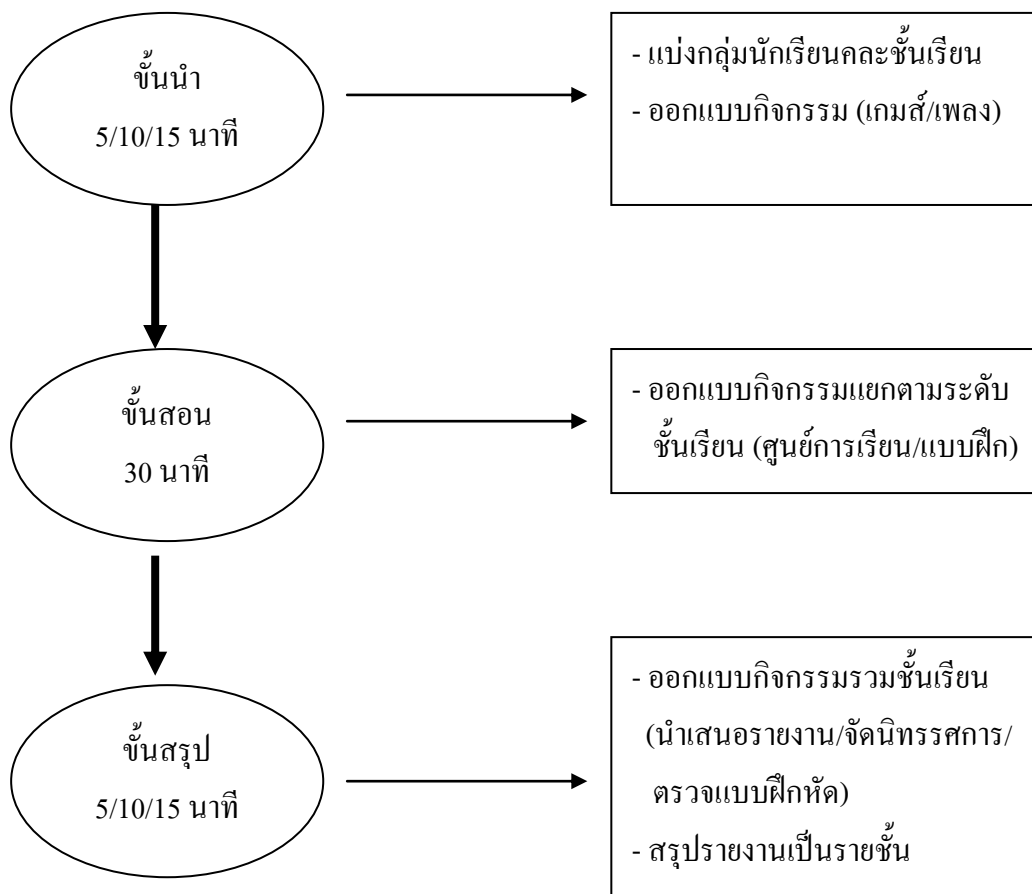 ขั้นนำ
5/10/15 นาที
- แบ่งกลุ่มนักเรียนคละชั้นเรียน
- ออกแบบกิจกรรม (เกมส์/เพลง)
ขั้นสอน
30 นาที
- ออกแบบกิจกรรมแยกตามระดับ
ชั้นเรียน (ศูนย์การเรียน/แบบฝึก)
ขั้นสรุป
5/10/15 นาที
- ออกแบบกิจกรรมรวมชั้นเรียน
(นำเสนอรายงาน/จัดนิทรรศการ/
ตรวจแบบฝึกหัด)
- สรุปรายงานเป็นรายชั้น